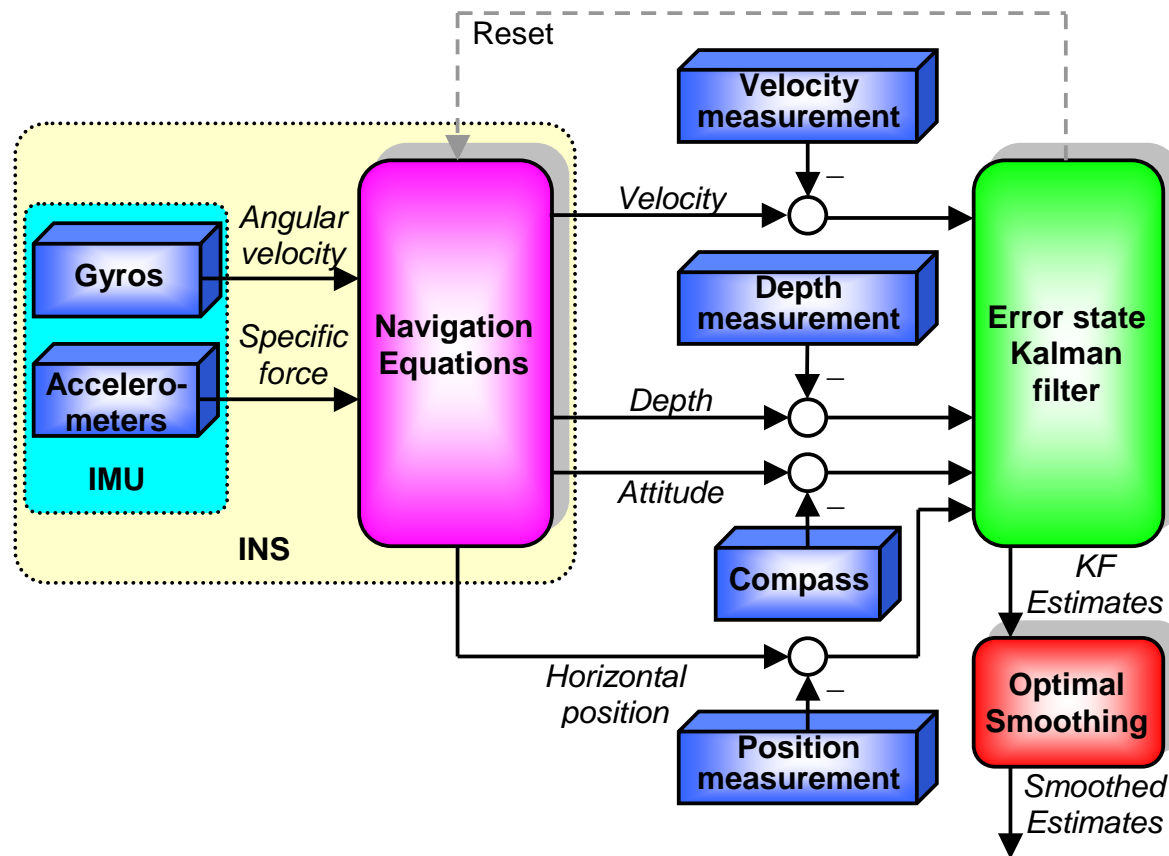 Reset
Velocity
measurement
Angular
velocity
Velocity
–
Gyros
Depth
measurement
Navigation
Equations
Error state
Kalman
filter
Specific
force
Accelero-
meters
–
Depth
IMU
Attitude
–
INS
Compass
KF
Estimates
Horizontal
position
–
Optimal
Smoothing
Position
measurement
Smoothed
Estimates